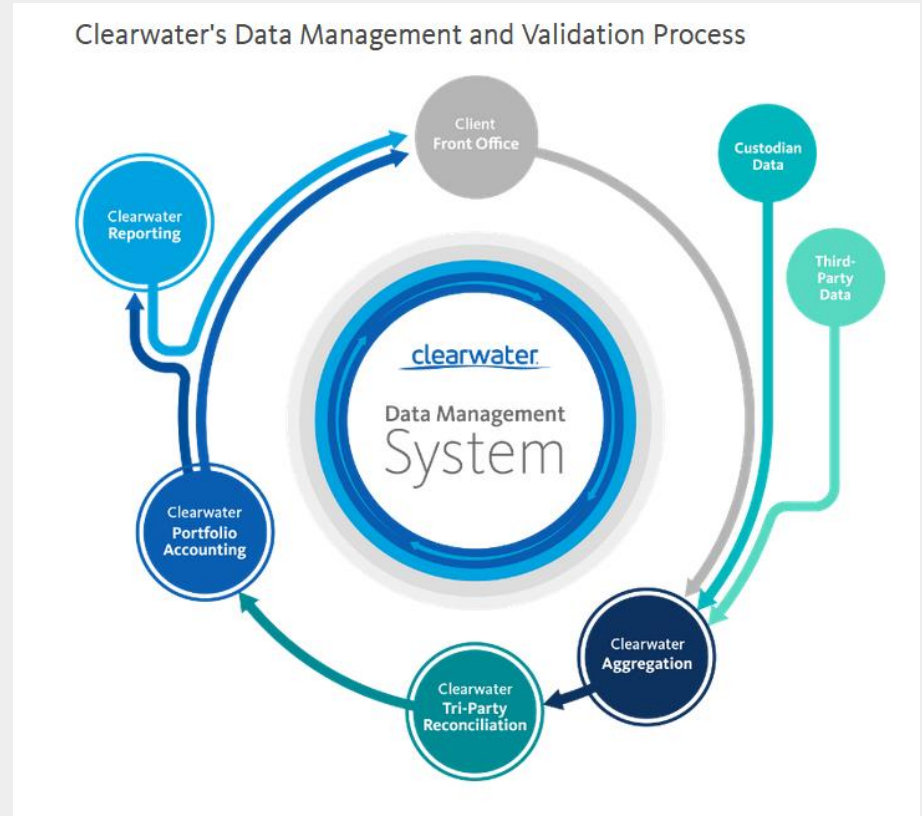 Clearwater's Data Management and Validation Process
Client
Front Office
Custodian
Data
Third-
Party
Data
Clearwater
Reporting
clearwater
Data Management
System
Clearwater
Portfolio
Accounting
Clearwater
Aggregation
Clearwater
Tri-Party
Reconciliation